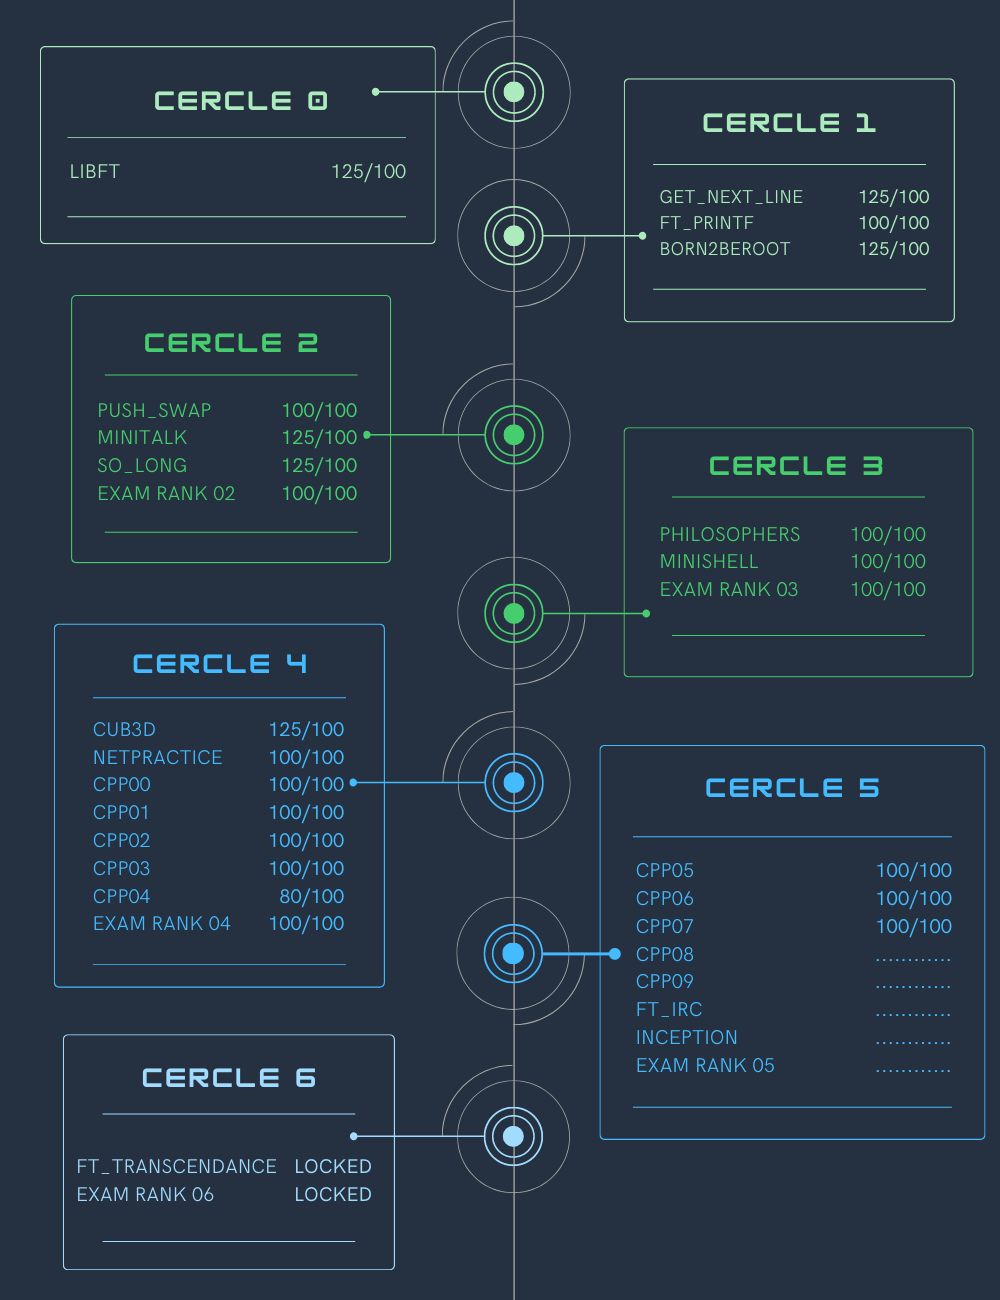 CERCLE 0
LIBFT 125/100
CERCLE 1
GET_NEXT_LINE 125/100
FT_PRINTF 100/100
BORN2BEROOT 125/100
CERCLE 2
PUSH_SWAP 100/100
MINITALK 125/100
SO_LONG 125/100
EXAM RANK 02 100/100
CERCLE 3
PHILOSOPHERS 100/100
MINISHELL 100/100
EXAM RANK 03 100/100
CERCLE 4
CUB3D 125/100
NETPRACTICE 100/100
CPP00 100/100
CPP01 100/100
CPP02 100/100
CPP03 100/100
CPP04 80/100
EXAM RANK 04 100/100
CERCLE 5
CPP05 100/100
CPP06 100/100
CPP07 100/100
CPP08 ............
CPP09 ............
FT_IRC ............
INCEPTION ............
EXAM RANK 05 ............
CERCLE 6
FT_TRANSCENDANCE LOCKED
EXAM RANK 06 LOCKED